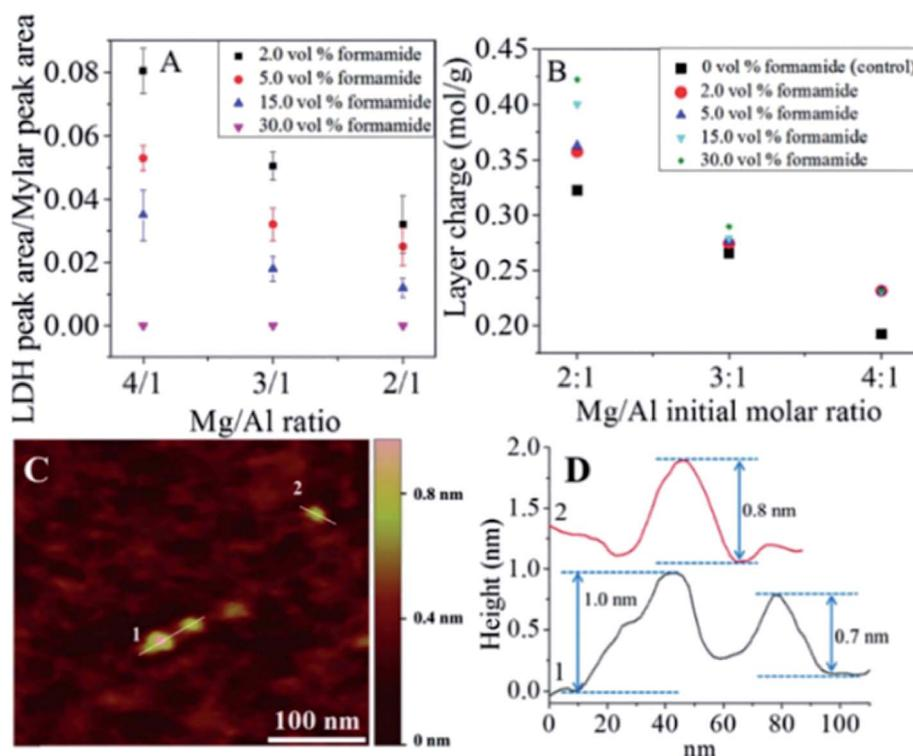 A
2.0 vol % formamide
5.0 vol % formamide
15.0 vol % formamide
30.0 vol % formamide
LDH peak area/Mylar peak area
0.08
0.06
0.04
0.02
0.00
4/1 3/1 2/1
Mg/Al ratio
B
0 vol % formamide (control)
2.0 vol % formamide
5.0 vol % formamide
15.0 vol % formamide
30.0 vol % formamide
Layer charge (mol/g)
0.45
0.40
0.35
0.30
0.25
0.20
2:1 3:1 4:1
Mg/Al initial molar ratio
C
2
1
100 nm
0.8 nm
0.4 nm
0 nm
D
Height (nm)
2.0
1.5
1.0
0.5
0.0
2
0.8 nm
1.0 nm
0.7 nm
1
0 20 40 60 80 100
nm